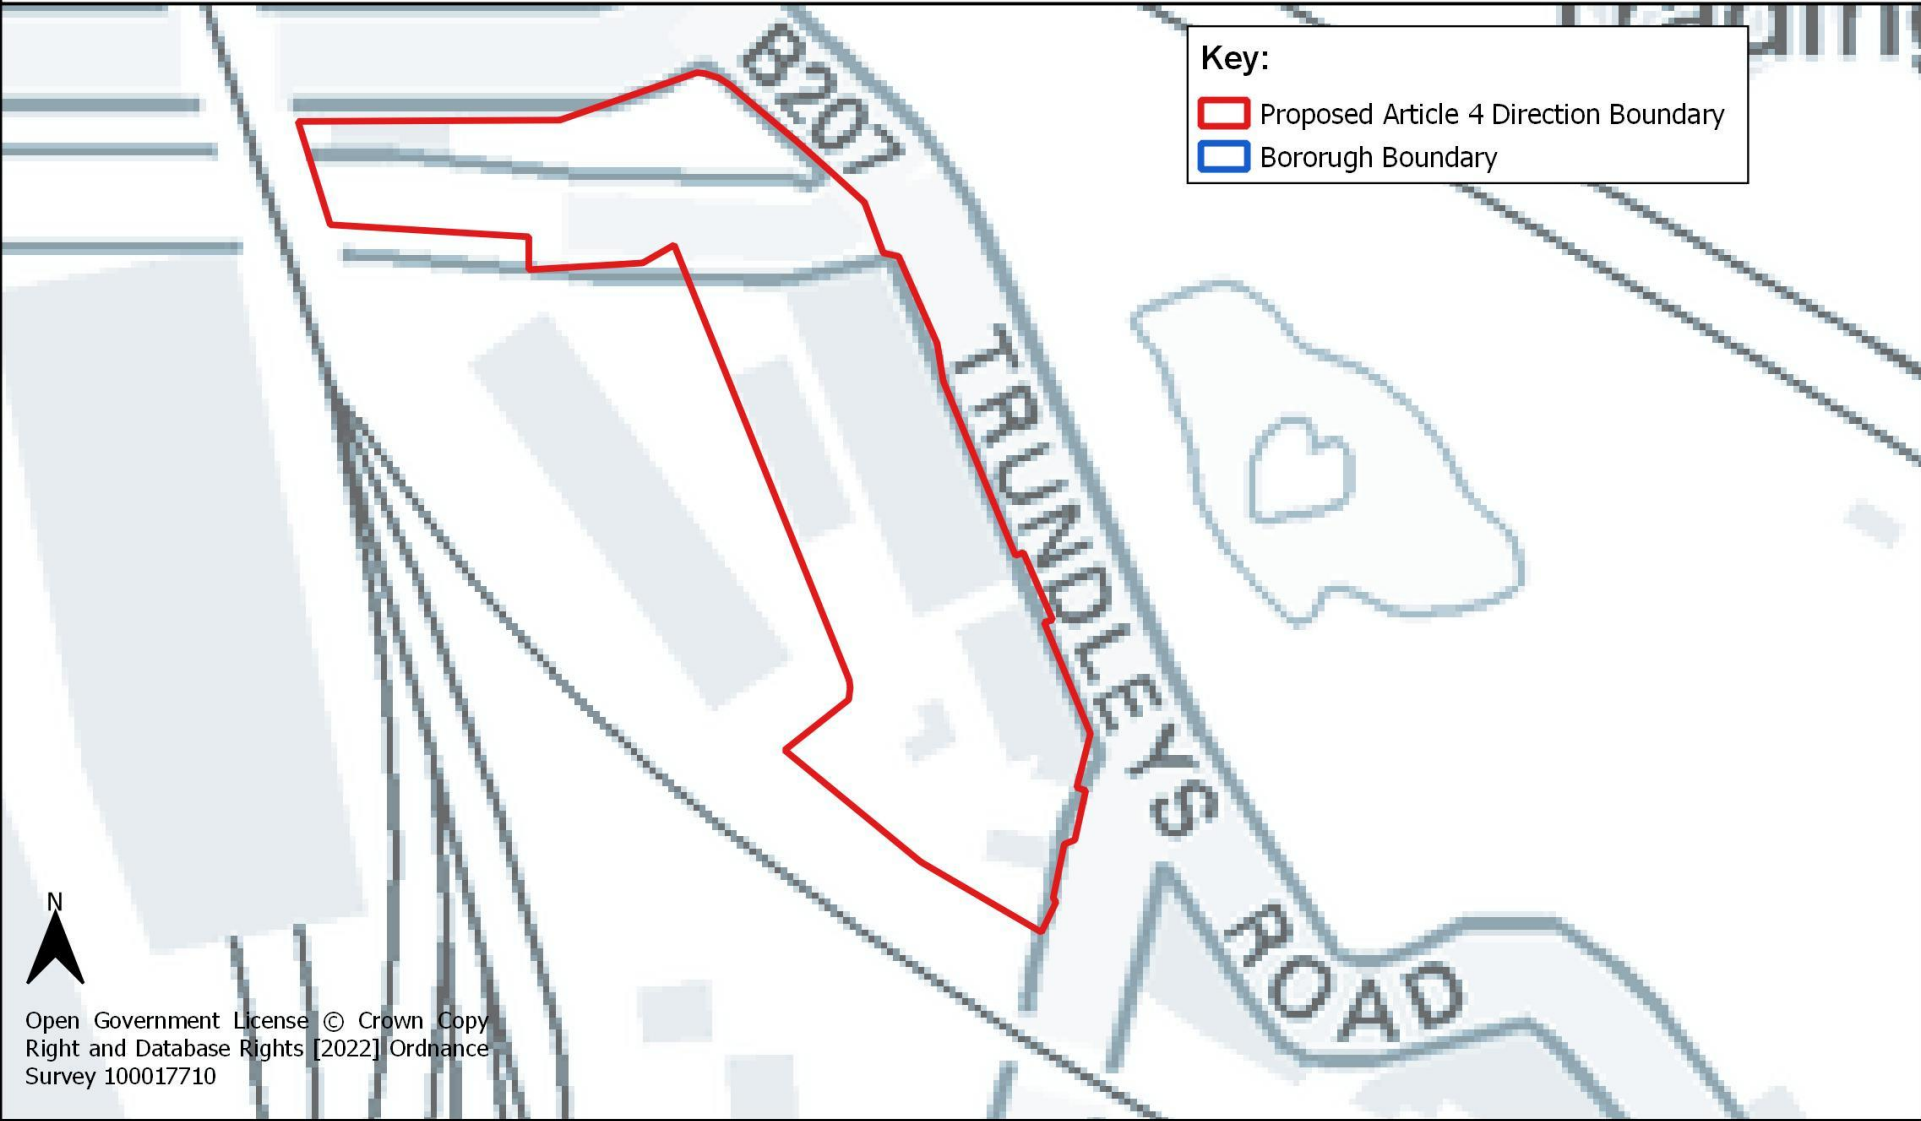 B207
Key:
Proposed Article 4 Direction Boundary
Bororugh Boundary
TRUNDLEYS
ROAD
N
Open Government License © Crown Copy
Right and Database Rights [2022] Ordnance
Survey 100017710